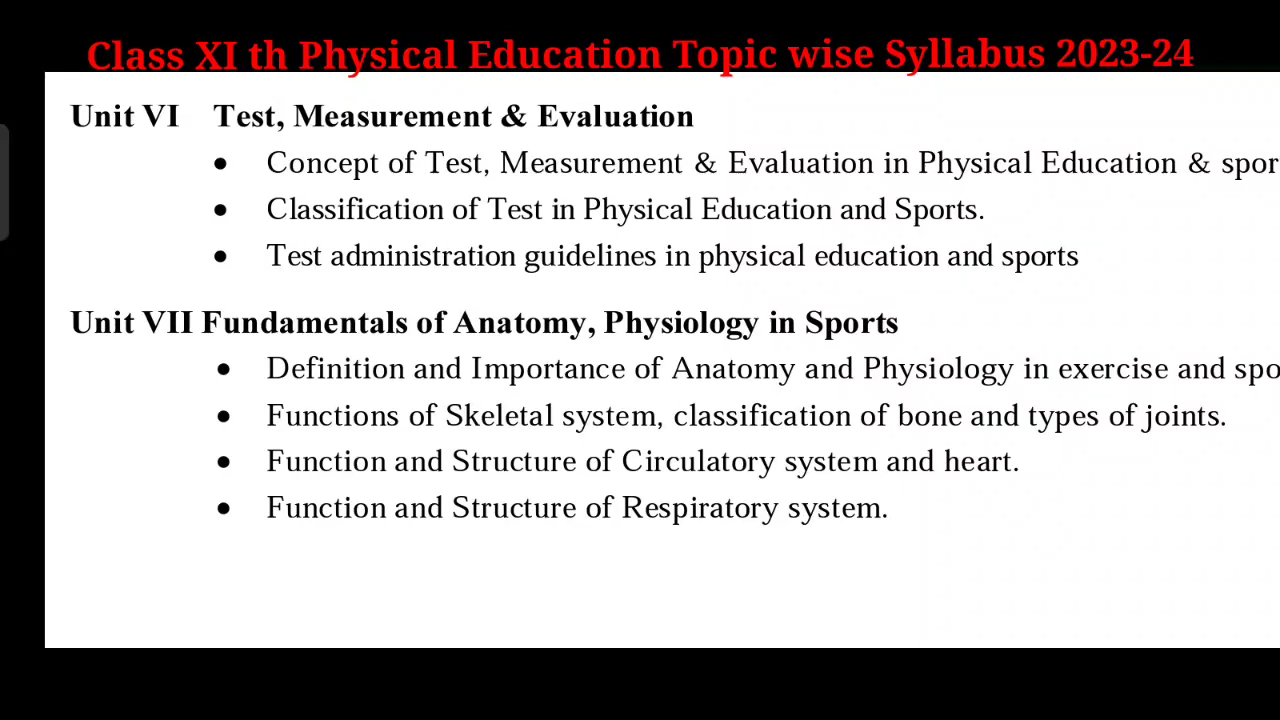 Class XI th Physical Education Topic wise Syllabus 2023-24
Unit VI Test, Measurement & Evaluation
• Concept of Test, Measurement & Evaluation in Physical Education & spor
• Classification of Test in Physical Education and Sports.
• Test administration guidelines in physical education and sports
Unit VII Fundamentals of Anatomy, Physiology in Sports
• Definition and Importance of Anatomy and Physiology in exercise and spo
• Functions of Skeletal system, classification of bone and types of joints.
• Function and Structure of Circulatory system and heart.
• Function and Structure of Respiratory system.